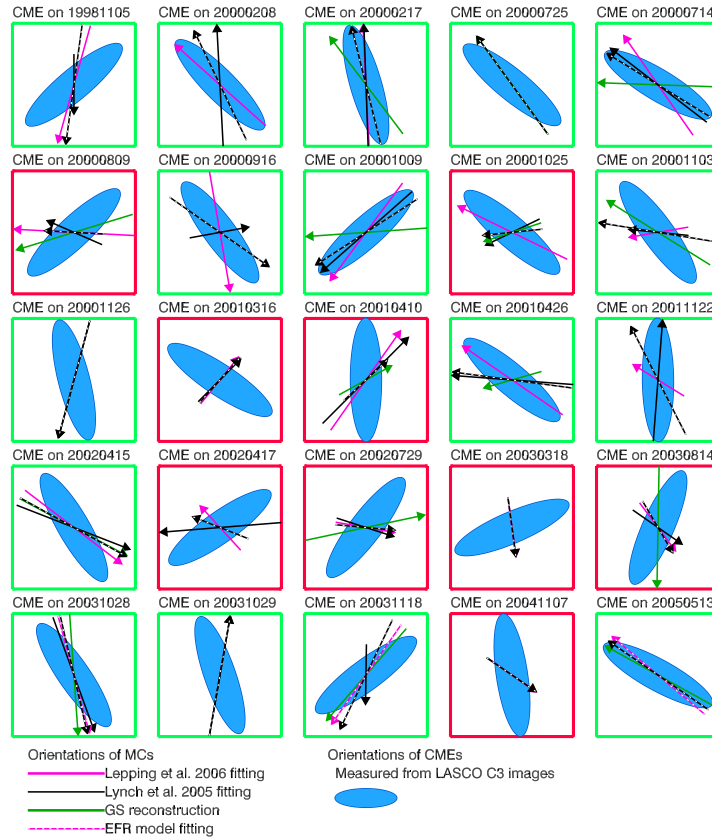 CME on 19981105 CME on 20000208 CME on 20000217 CME on 20000725 CME on 20000714
CME on 20000809 CME on 20000916 CME on 20001009 CME on 20001025 CME on 20001103
CME on 20001126 CME on 20010316 CME on 20010410 CME on 20010426 CME on 20011122
CME on 20020415 CME on 20020417 CME on 20020729 CME on 20030318 CME on 20030814
CME on 20031028 CME on 20031029 CME on 20031118 CME on 20041107 CME on 20050513
Orientations of MCs Orientations of CMEs
Lepping et al. 2006 fitting Measured from LASCO C3 images
Lynch et al. 2005 fitting
GS reconstruction
EFR model fitting